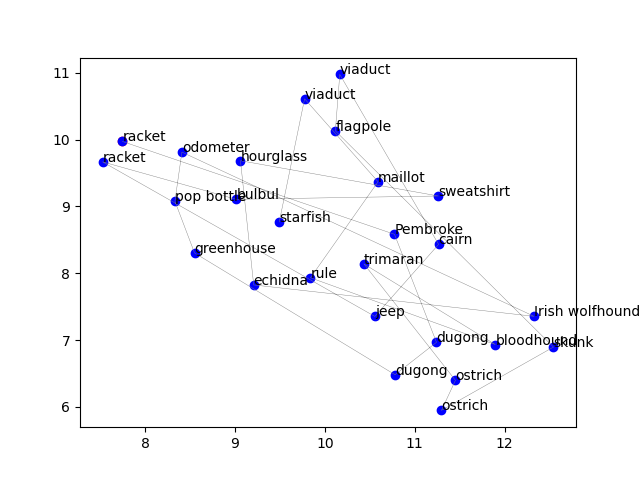 viaduct
11
viaduct
flagpole
racket
10
odometer
hourglass
racket
maillot
sweatshirt
pop bottle
bulbul
9
starfish
Pembroke
cairn
greenhouse
trimaran
8
rule
echidna
jeep
Irish wolfhound
7
dugong
bloodhound
skunk
dugong
ostrich
6
ostrich
8 9 10 11 12